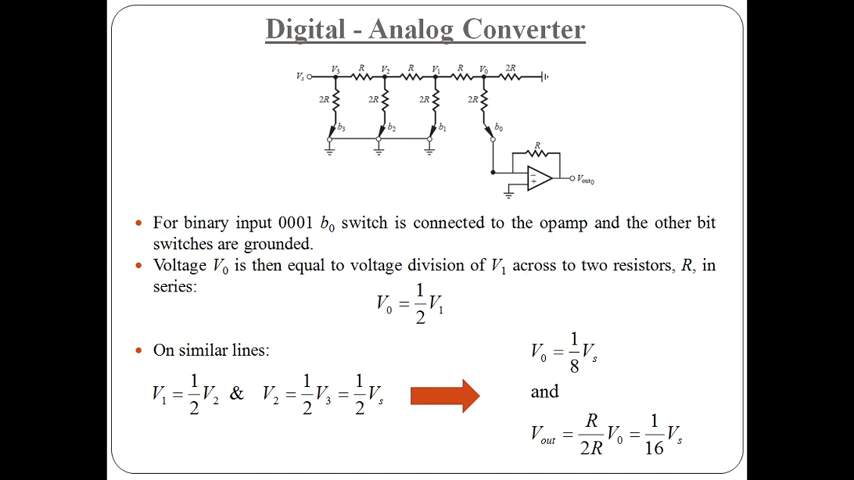 Digital - Analog Converter
Vs V3 R V2 R V1 R V0 2R
2R 2R 2R 2R
b3 b2 b1 b0
R
- + Vout0
• For binary input 0001 b0 switch is connected to the opamp and the other bit
switches are grounded.
• Voltage V0 is then equal to voltage division of V1 across to two resistors, R, in
series:
V0 = 1/2 V1
• On similar lines:
V1 = 1/2 V2 & V2 = 1/2 V3 = 1/2 Vs
V0 = 1/8 Vs
and
Vout = R/2R V0 = 1/16 Vs